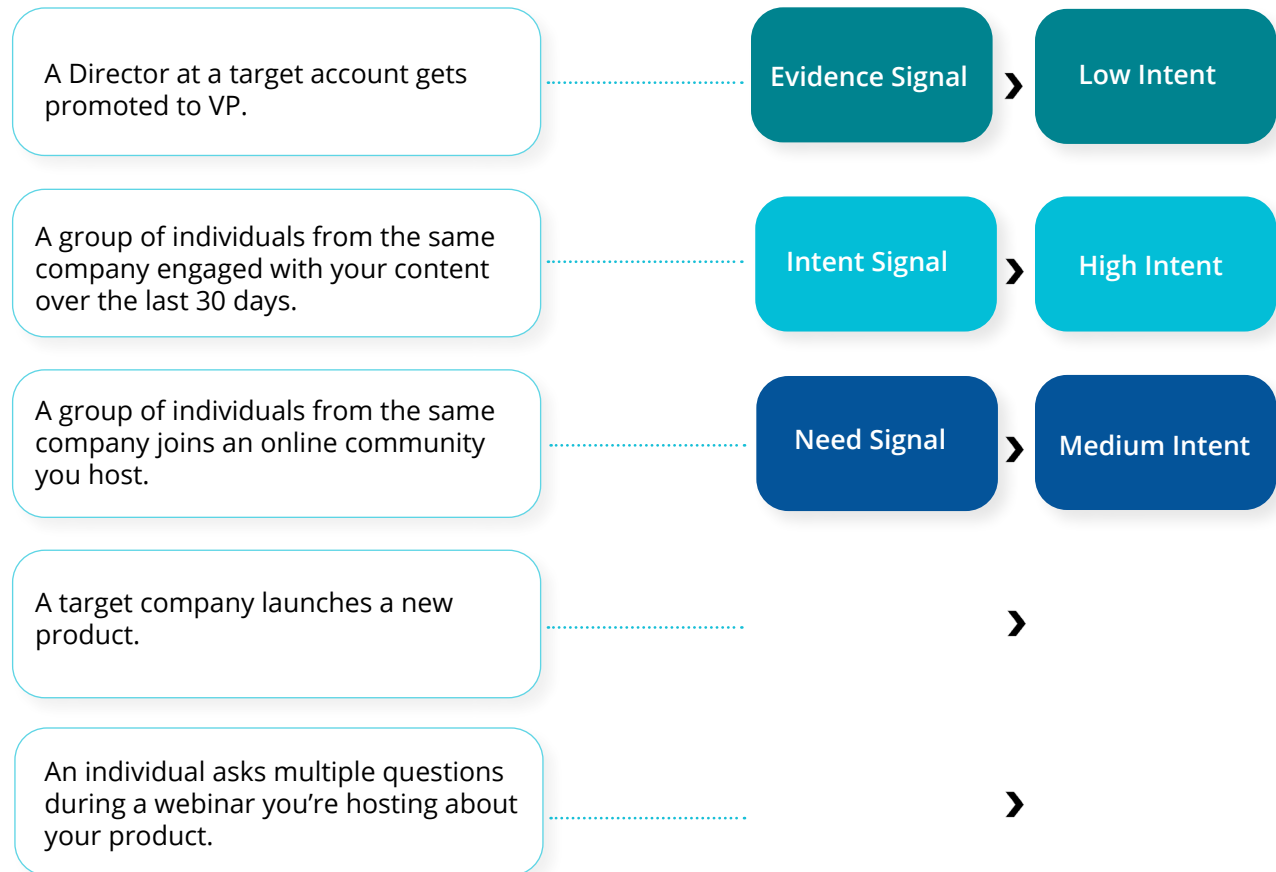 A Director at a target account gets
promoted to VP.
Evidence Signal
Low Intent
A group of individuals from the same
company engaged with your content
over the last 30 days.
Intent Signal
High Intent
A group of individuals from the same
company joins an online community
you host.
Need Signal
Medium Intent
A target company launches a new
product.
An individual asks multiple questions
during a webinar you’re hosting about
your product.